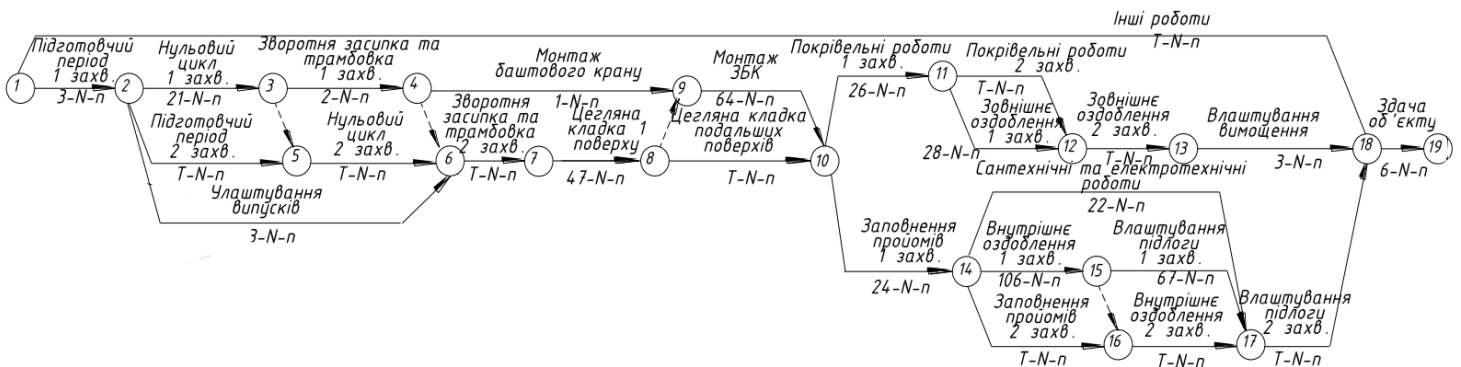 Інші роботи
Т-N-n
Підготовчий
період
1 захв.
3-N-n
Нульовий
цикл
1 захв.
21-N-n
Зворотня засипка та
трамбовка
1 захв.
2-N-n
Монтаж
баштового крану
1-N-n
Монтаж
ЗБК
64-N-n
Покрівельні роботи
1 захв.
26-N-n
Покрівельні роботи
2 захв.
Т-N-n
Здача
об'єкту
6-N-n
1
2
3
4
9
11
Підготовчий
період
2 захв.
Т-N-n
Нульовий
цикл
2 захв.
Т-N-n
Зворотня
засипка та
трамбовка
2 захв.
Т-N-n
Цегляна
кладка 1
поверху
47-N-n
Цегляна кладка
подальших
поверхів
Т-N-n
Зовнішнє
оздоблення
1 захв.
28-N-n
Зовнішнє
оздоблення
2 захв.
Т-N-n
Влаштування
вимощення
3-N-n
5
6
7
8
10
12
13
18
19
Улаштування
випусків
3-N-n
Сантехнічні та електротехнічні
роботи
22-N-n
Заповнення
пройомів
1 захв.
24-N-n
Внутрішнє
оздоблення
1 захв.
106-N-n
Влаштування
підлоги
1 захв.
67-N-n
14
15
Заповнення
пройомів
2 захв.
Т-N-n
Внутрішнє
оздоблення
2 захв.
Т-N-n
Влаштування
підлоги
2 захв.
Т-N-n
16
17